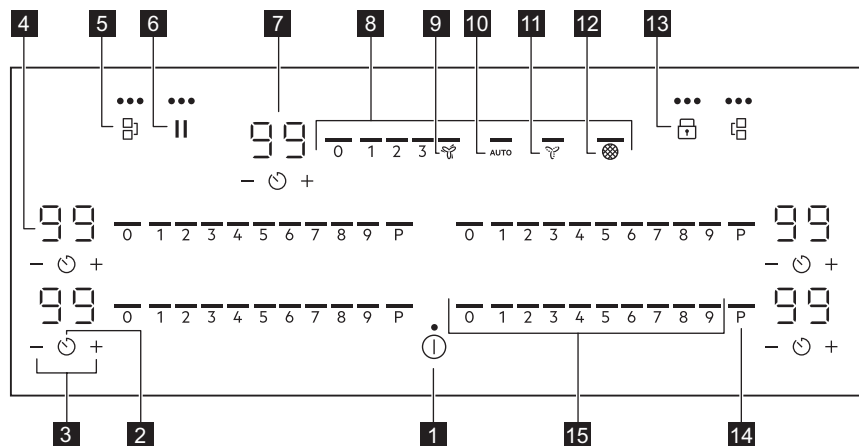 4 5 6 7 8 9 10 11 12 13
99 0 1 2 3 AUTO
− +
99 0 1 2 3 4 5 6 7 8 9 P 0 1 2 3 4 5 6 7 8 9 P 99
− + − +
99 0 1 2 3 4 5 6 7 8 9 P 0 1 2 3 4 5 6 7 8 9 P 99
− + − +
3 2 1 15 14